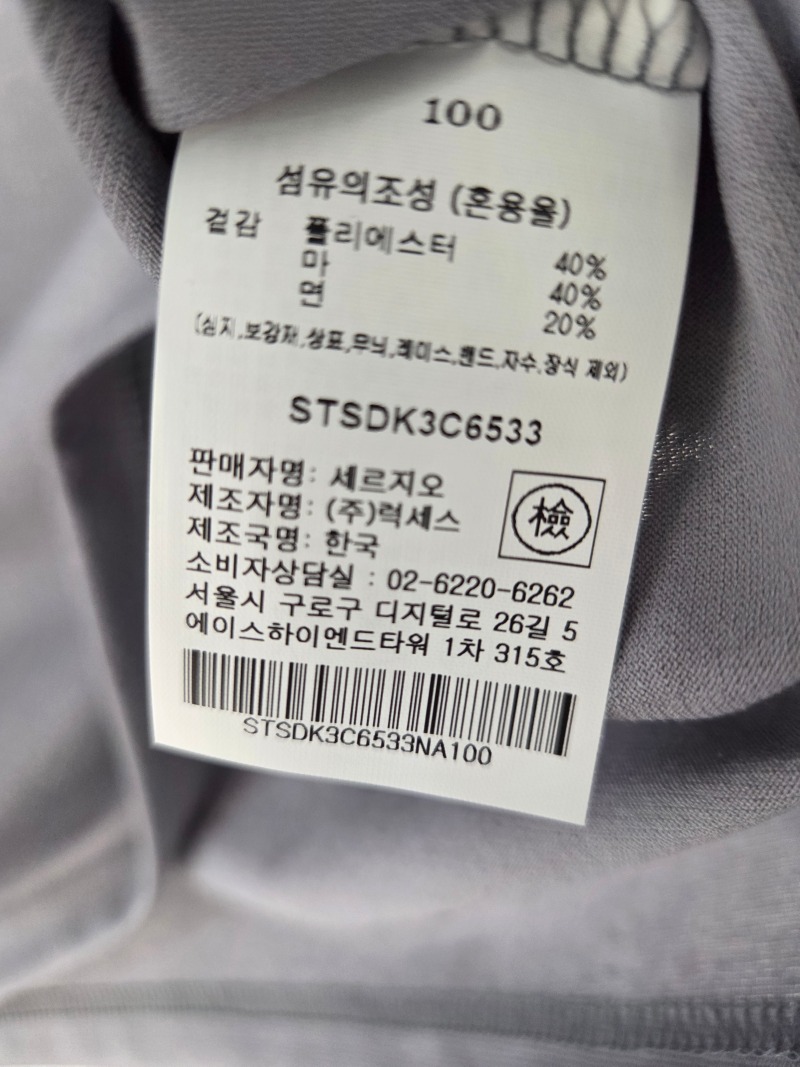 100
섬유의조성 (혼용율)
겉감 폴리에스터 40%
마 40%
면 20%
(심지,보강재,상표,무늬,레이스,밴드,자수,장식 제외)
STSDK3C6533
판매자명: 세르지오
제조자명: (주)럭세스
제조국명: 한국
檢
소비자상담실 : 02-6220-6262
서울시 구로구 디지털로 26길 5
에이스하이엔드타워 1차 315호
STSDK3C6533NA100